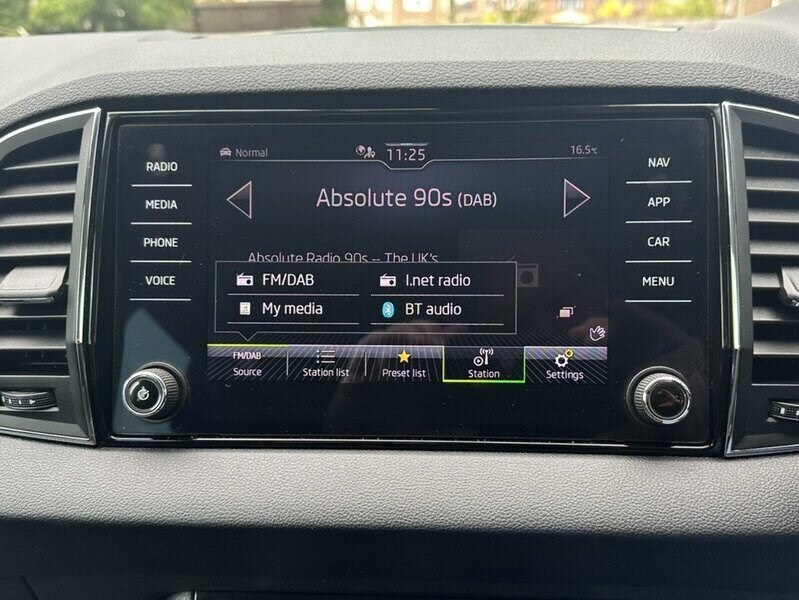 Normal
11:25
16.5°C
RADIO
MEDIA
PHONE
VOICE
NAV
APP
CAR
MENU
Absolute 90s (DAB)
Absolute Radio 90s -- The UK's
FM/DAB
I.net radio
My media
BT audio
FM/DAB
Source
Station list
Preset list
Station
Settings